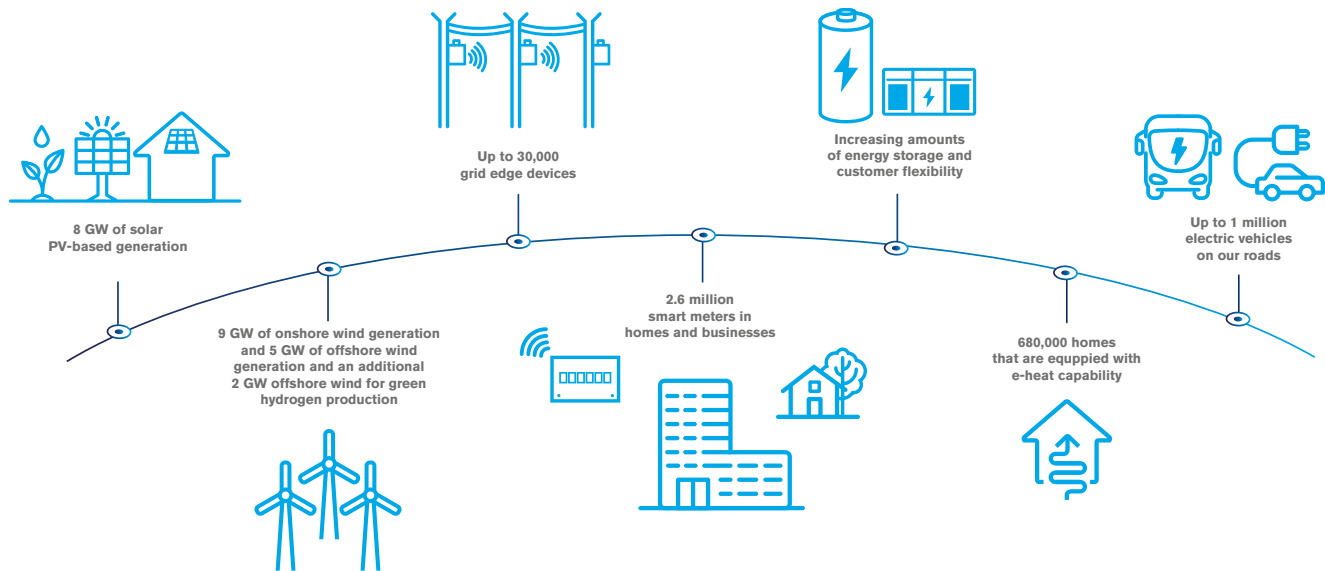 8 GW of solar
PV-based generation
9 GW of onshore wind generation
and 5 GW of offshore wind
generation and an additional
2 GW offshore wind for green
hydrogen production
Up to 30,000
grid edge devices
2.6 million
smart meters in
homes and businesses
Increasing amounts
of energy storage and
customer flexibility
680,000 homes
that are equppied with
e-heat capability
Up to 1 million
electric vehicles
on our roads